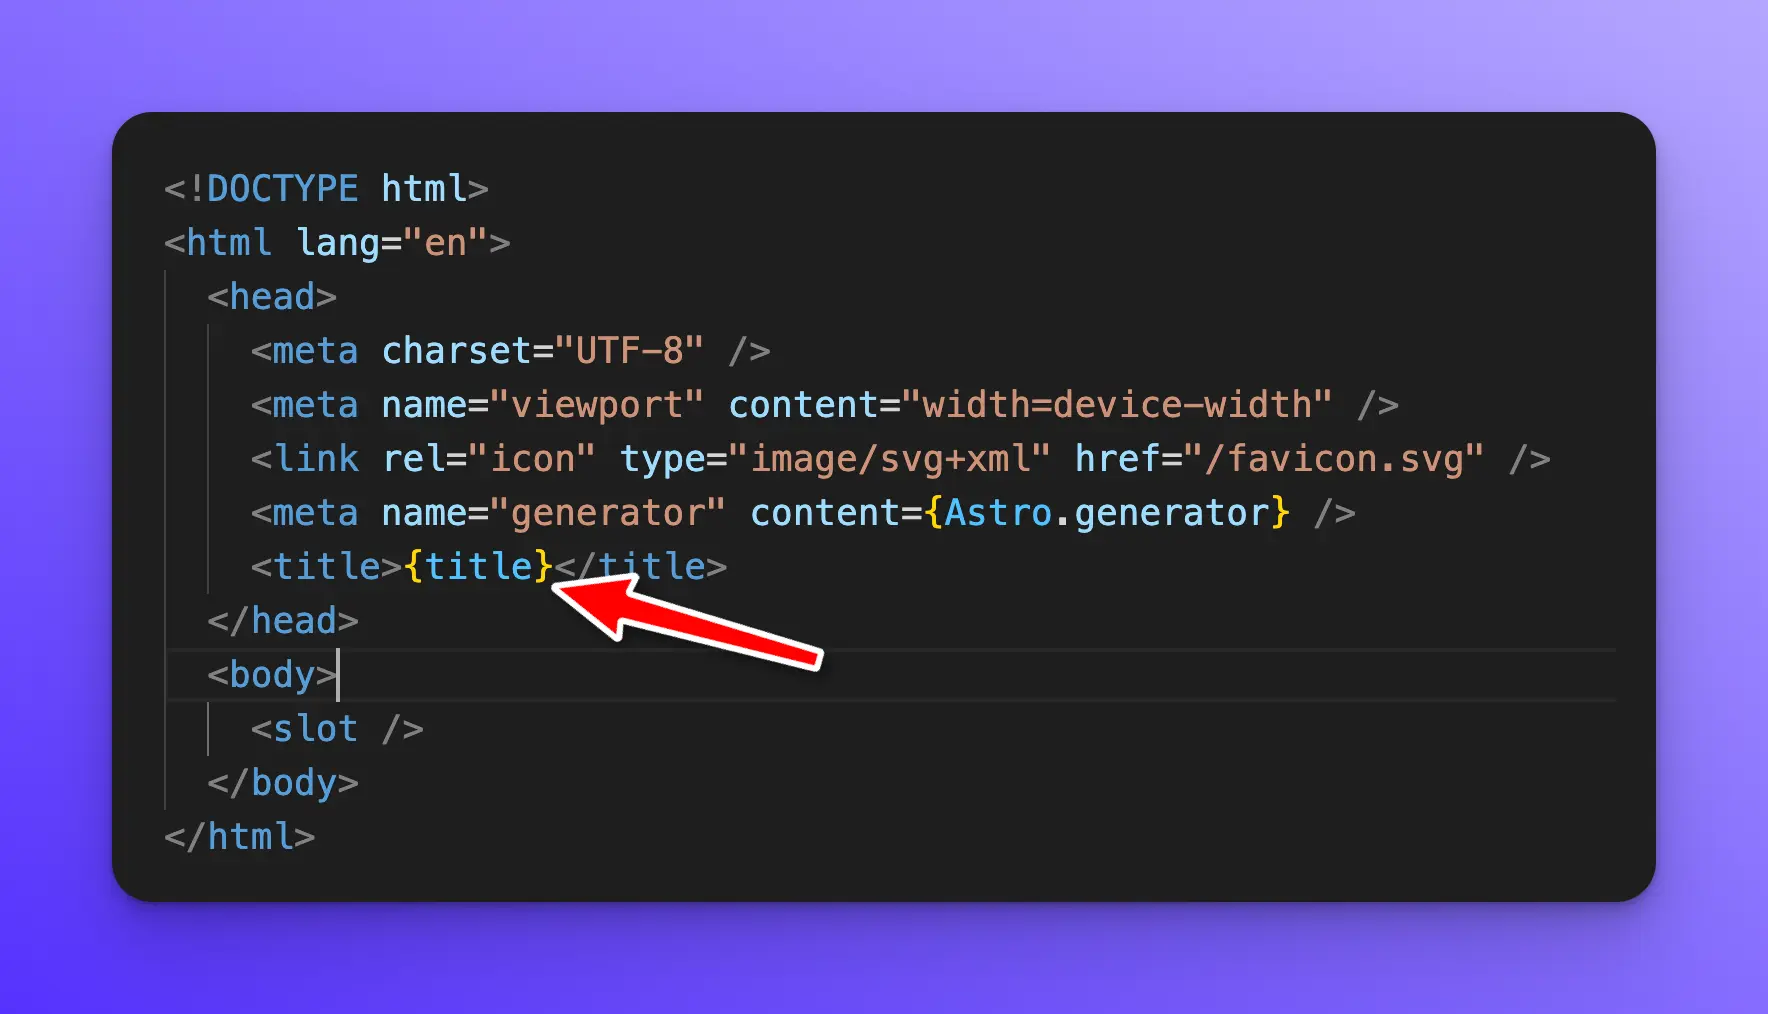 <!DOCTYPE html>
<html lang="en">
<head>
<meta charset="UTF-8" />
<meta name="viewport" content="width=device-width" />
<link rel="icon" type="image/svg+xml" href="/favicon.svg" />
<meta name="generator" content={Astro.generator} />
<title>{title}</title>
</head>
<body>
<slot />
</body>
</html>